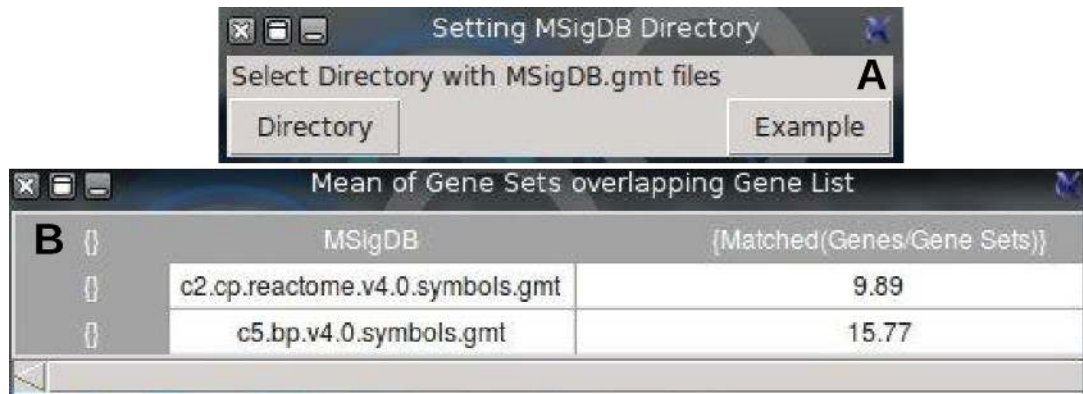 Setting MSigDB Directory
Select Directory with MSigDB.gmt files A
Directory Example
Mean of Gene Sets overlapping Gene List
B {} MSigDB {Matched(Genes/Gene Sets)}
{} c2.cp.reactome.v4.0.symbols.gmt 9.89
{} c5.bp.v4.0.symbols.gmt 15.77